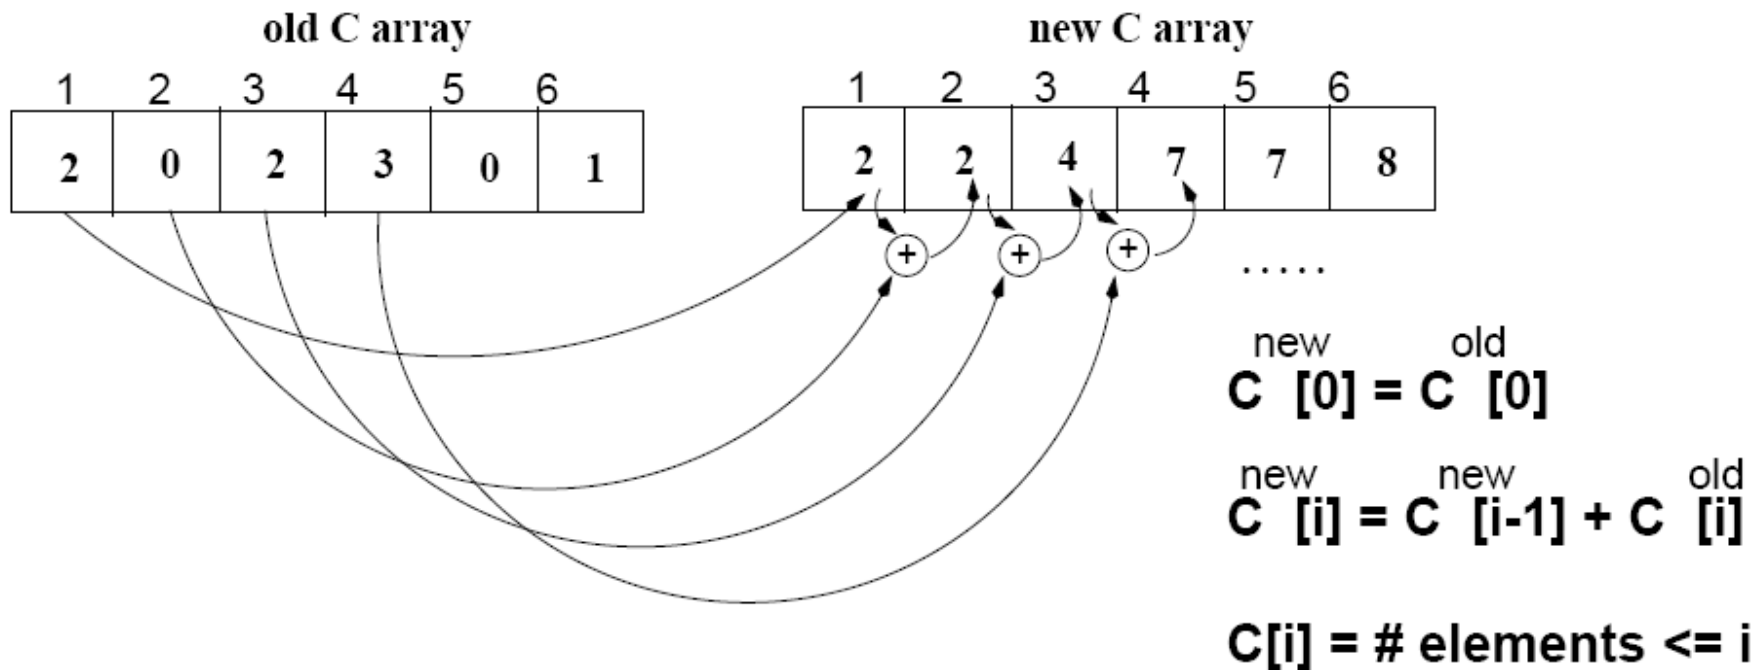 old C array
new C array
1 2 3 4 5 6
1 2 3 4 5 6
2 0 2 3 0 1
2 2 4 7 7 8
+ + +
.....
new old
C [0] = C [0]
new new old
C [i] = C [i-1] + C [i]
C[i] = # elements <= i